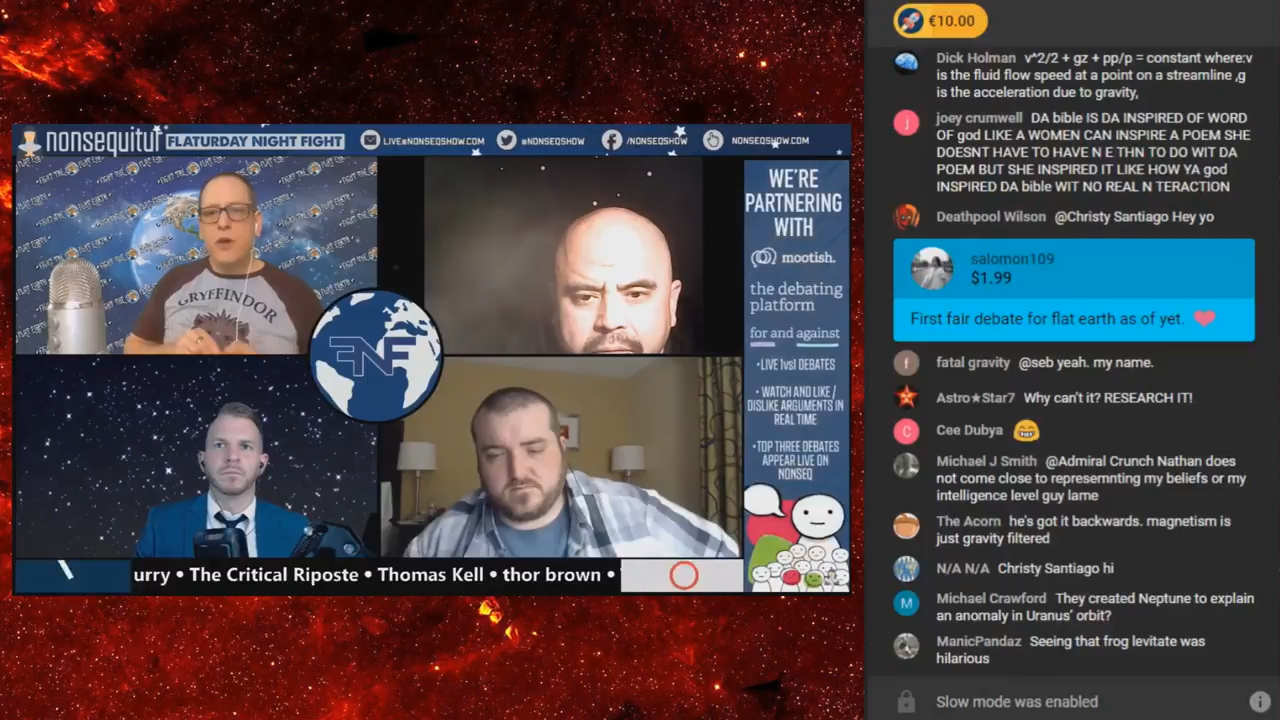 nonsequitur FLATURDAY NIGHT FIGHT LIVE@NONSEQSHOW.COM @NONSEQSHOW /NONSEQSHOW NONSEQSHOW.COM
GRYFFINDOR
FNF
WE'RE
PARTNERING
WITH
mootish.
the debating
platform
for and against
•LIVE 1vs1 DEBATES
• WATCH AND LIKE /
DISLIKE ARGUMENTS IN
REAL TIME
•TOP THREE DEBATES
APPEAR LIVE ON
NONSEQ
urry • The Critical Riposte • Thomas Kell • thor brown •
€10.00
Dick Holman v^2/2 + gz + pp/p = constant where:v
is the fluid flow speed at a point on a streamline ,g
is the acceleration due to gravity,
joey crumwell DA bible IS DA INSPIRED OF WORD
OF god LIKE A WOMEN CAN INSPIRE A POEM SHE
DOESNT HAVE TO HAVE N E THN TO DO WIT DA
POEM BUT SHE INSPIRED IT LIKE HOW YA god
INSPIRED DA bible WIT NO REAL N TERACTION
Deathpool Wilson @Christy Santiago Hey yo
salomon109
$1.99
First fair debate for flat earth as of yet.
fatal gravity @seb yeah. my name.
Astro★Star7 Why can't it? RESEARCH IT!
Cee Dubya
Michael J Smith @Admiral Crunch Nathan does
not come close to represemnting my beliefs or my
intelligence level guy lame
The Acorn he's got it backwards. magnetism is
just gravity filtered
N/A N/A Christy Santiago hi
Michael Crawford They created Neptune to explain
an anomaly in Uranus' orbit?
ManicPandaz Seeing that frog levitate was
hilarious
Slow mode was enabled